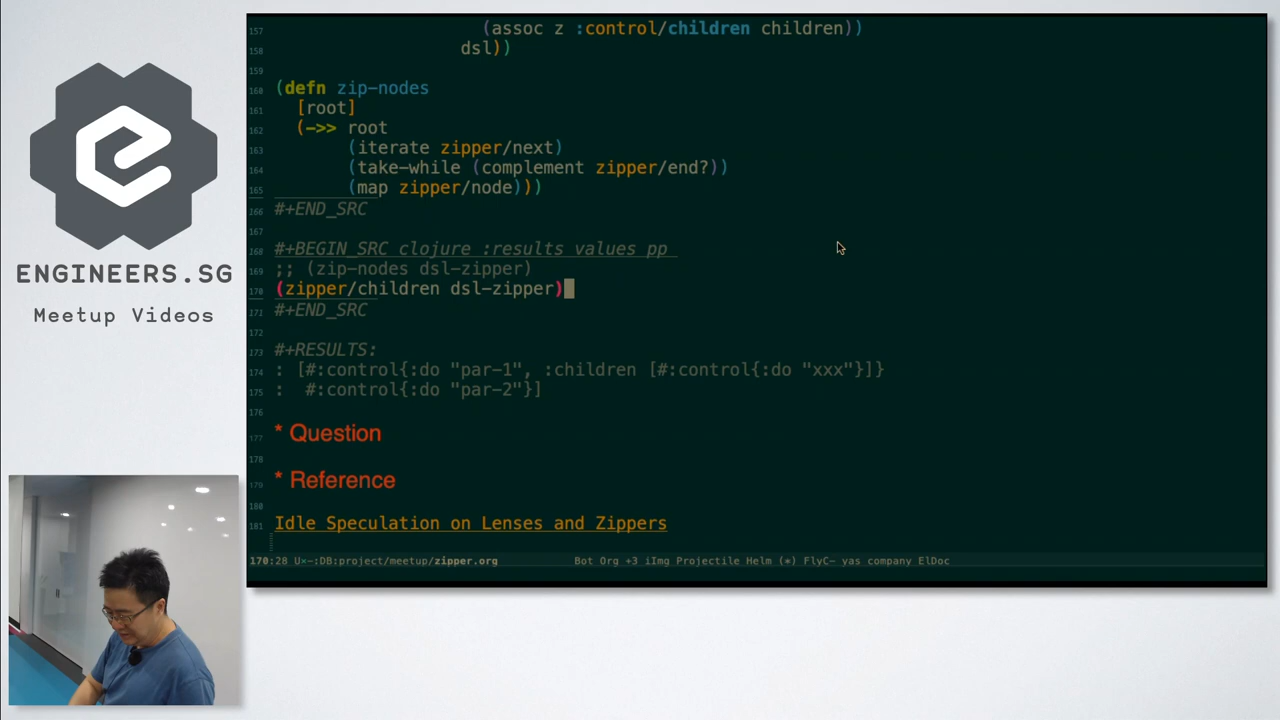 ENGINEERS.SG
Meetup Videos
157 (assoc z :control/children children))
158 dsl))
159
160 (defn zip-nodes
161 [root]
162 (->> root
163 (iterate zipper/next)
164 (take-while (complement zipper/end?))
165 (map zipper/node)))
166 #+END_SRC
167
168 #+BEGIN_SRC clojure :results values pp
169 ;; (zip-nodes dsl-zipper)
170 (zipper/children dsl-zipper)
171 #+END_SRC
172
173 #+RESULTS:
174 : [#:control{:do "par-1", :children [#:control{:do "xxx"}]}
175 :  #:control{:do "par-2"}]
176
177 * Question
178
179 * Reference
180
181 Idle Speculation on Lenses and Zippers
170:28 U×-:DB:project/meetup/zipper.org Bot Org +3 iImg Projectile Helm (*) FlyC- yas company ElDoc